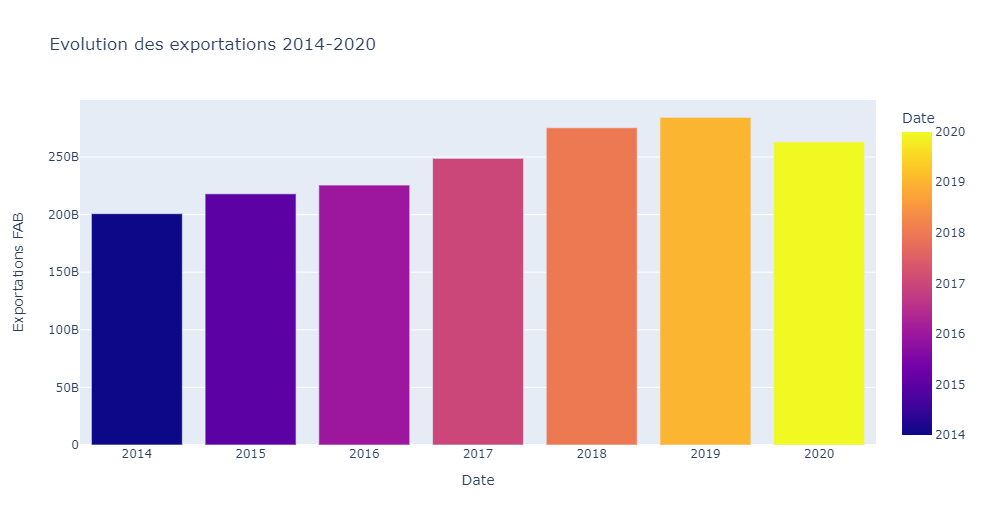 Evolution des exportations 2014-2020
Exportations FAB
250B
200B
150B
100B
50B
0
2014 2015 2016 2017 2018 2019 2020
Date
Date
2020
2019
2018
2017
2016
2015
2014